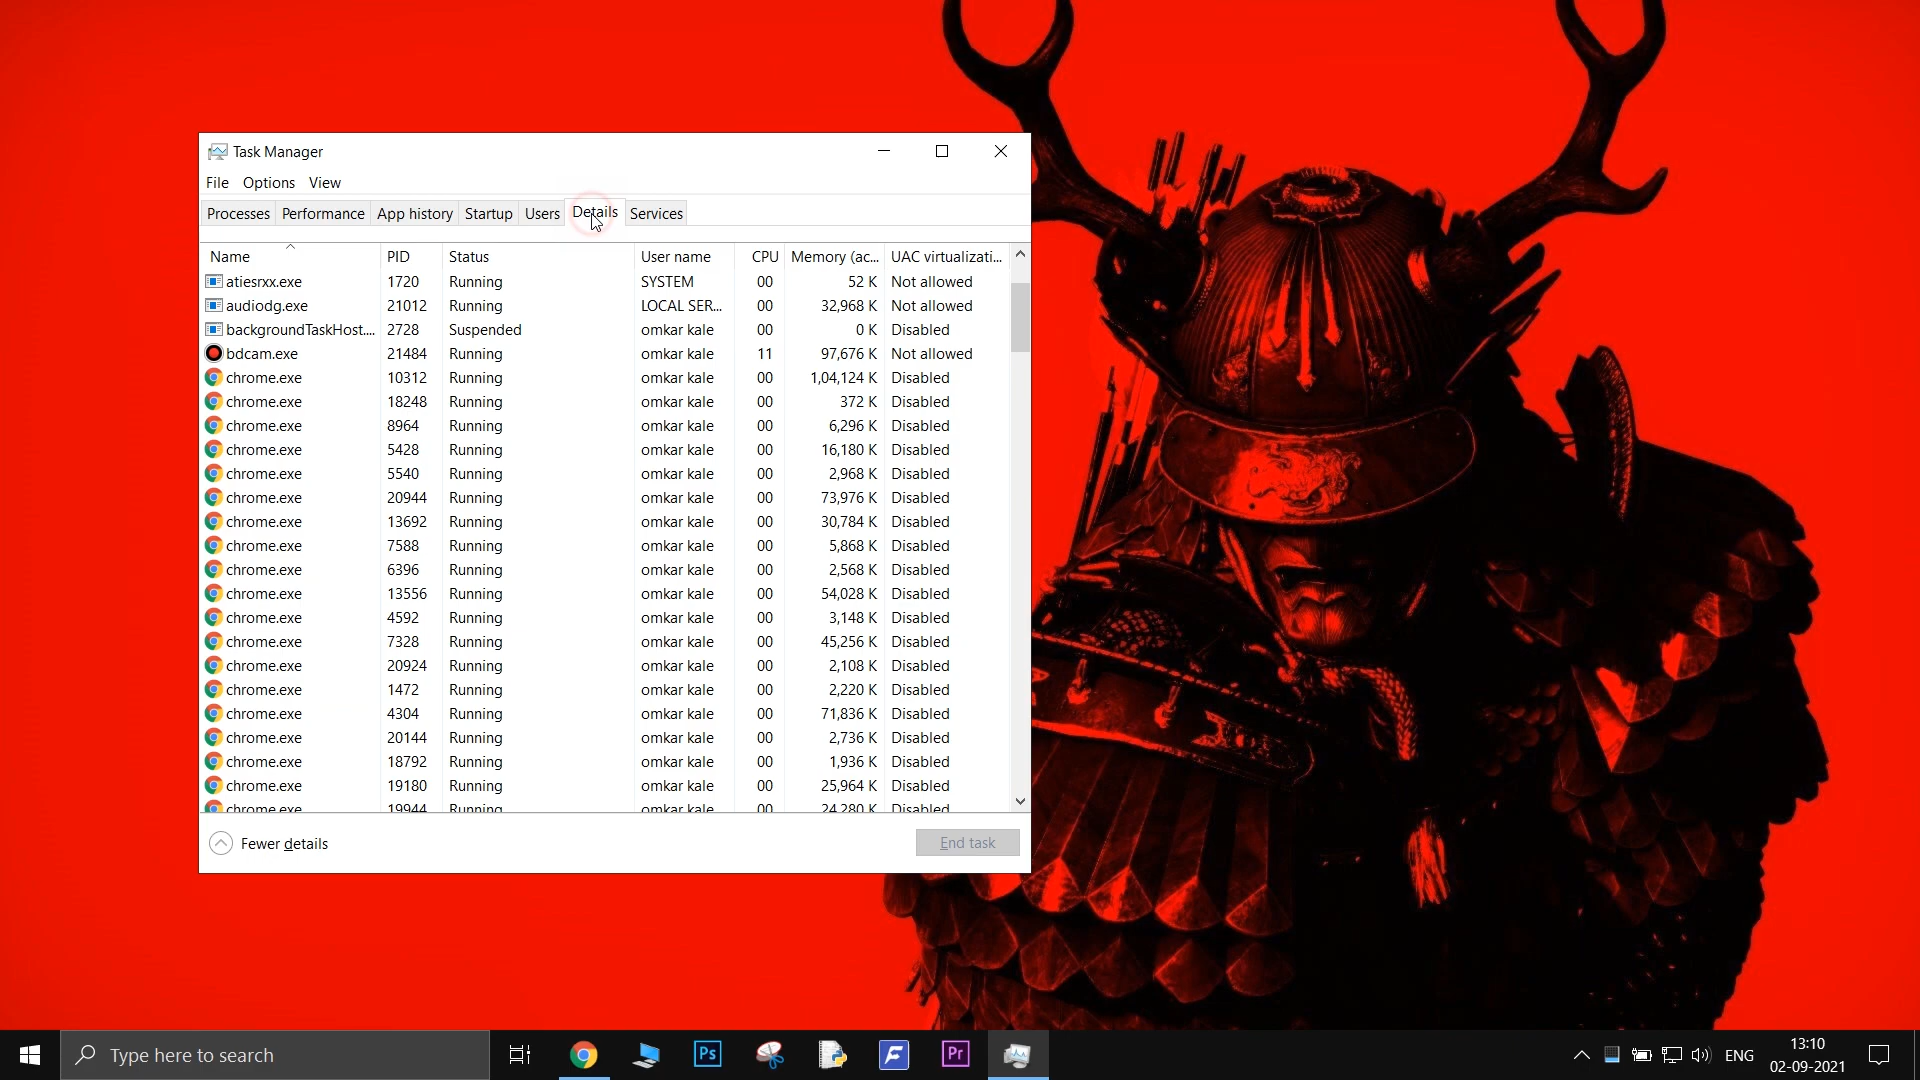 Task Manager
File Options View
Processes Performance App history Startup Users Details Services
Name PID Status User name CPU Memory (ac... UAC virtualizati...
atiesrxx.exe 1720 Running SYSTEM 00 52 K Not allowed
audiodg.exe 21012 Running LOCAL SER... 00 32,968 K Not allowed
backgroundTaskHost.... 2728 Suspended omkar kale 00 0 K Disabled
bdcam.exe 21484 Running omkar kale 11 97,676 K Not allowed
chrome.exe 10312 Running omkar kale 00 1,04,124 K Disabled
chrome.exe 18248 Running omkar kale 00 372 K Disabled
chrome.exe 8964 Running omkar kale 00 6,296 K Disabled
chrome.exe 5428 Running omkar kale 00 16,180 K Disabled
chrome.exe 5540 Running omkar kale 00 2,968 K Disabled
chrome.exe 20944 Running omkar kale 00 73,976 K Disabled
chrome.exe 13692 Running omkar kale 00 30,784 K Disabled
chrome.exe 7588 Running omkar kale 00 5,868 K Disabled
chrome.exe 6396 Running omkar kale 00 2,568 K Disabled
chrome.exe 13556 Running omkar kale 00 54,028 K Disabled
chrome.exe 4592 Running omkar kale 00 3,148 K Disabled
chrome.exe 7328 Running omkar kale 00 45,256 K Disabled
chrome.exe 20924 Running omkar kale 00 2,108 K Disabled
chrome.exe 1472 Running omkar kale 00 2,220 K Disabled
chrome.exe 4304 Running omkar kale 00 71,836 K Disabled
chrome.exe 20144 Running omkar kale 00 2,736 K Disabled
chrome.exe 18792 Running omkar kale 00 1,936 K Disabled
chrome.exe 19180 Running omkar kale 00 25,964 K Disabled
chrome.exe 19944 Running omkar kale 00 24,280 K Disabled
Fewer details End task
Type here to search Ps F Pr ENG 13:10
02-09-2021